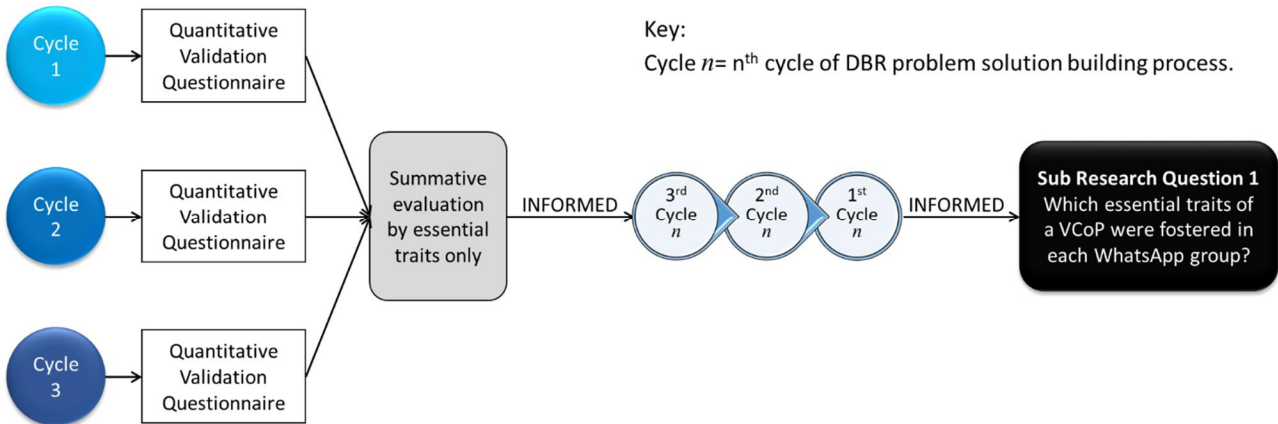 Cycle
1
Quantitative
Validation
Questionnaire
Key:
Cycle n= nth cycle of DBR problem solution building process.
Cycle
2
Quantitative
Validation
Questionnaire
Summative
evaluation
by essential
traits only
INFORMED
3rd
Cycle
n
2nd
Cycle
n
1st
Cycle
n
INFORMED
Sub Research Question 1
Which essential traits of
a VCoP were fostered in
each WhatsApp group?
Cycle
3
Quantitative
Validation
Questionnaire